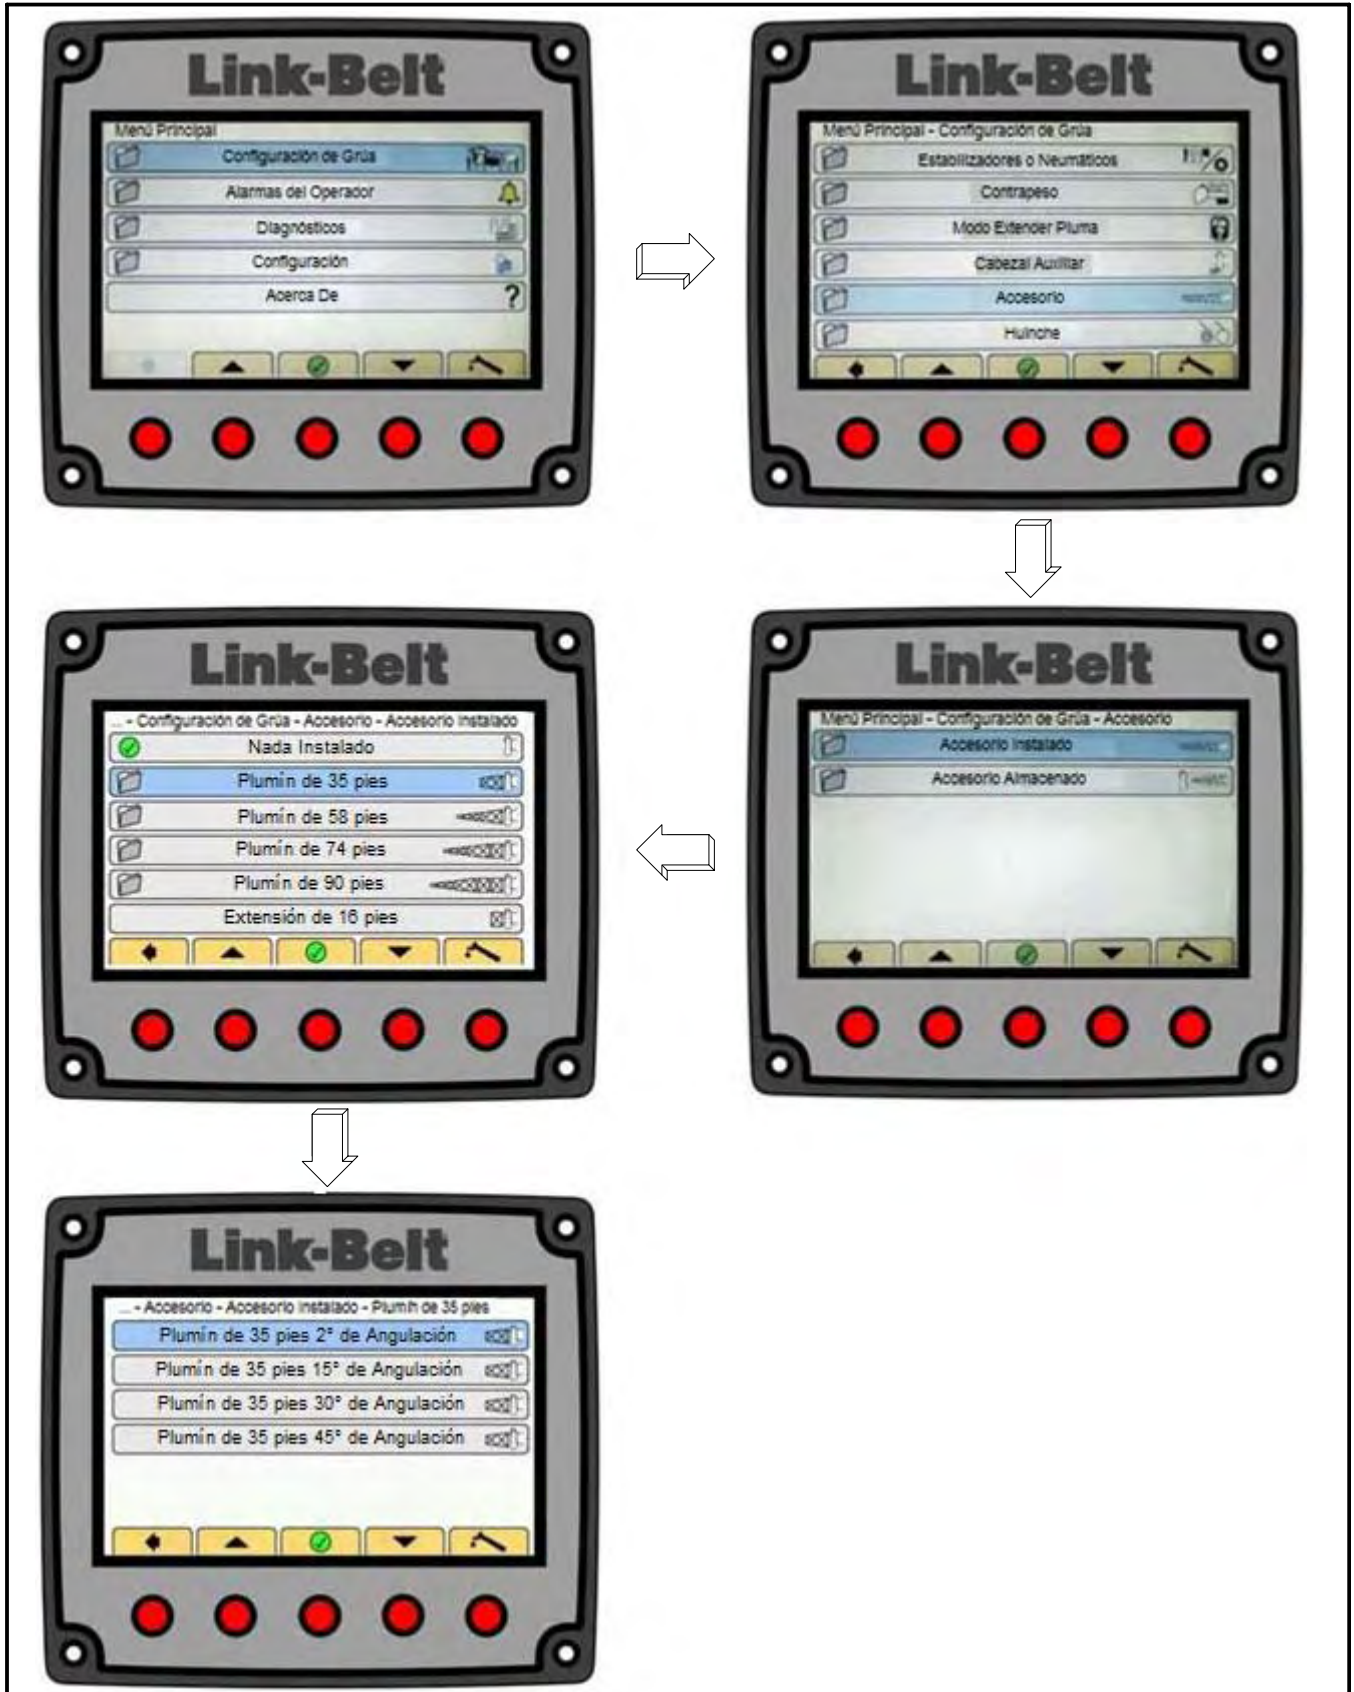 Link-Belt
Menú Principal
Configuración de Grúa
Alarmas del Operador
Diagnósticos
Configuración
Acerca De
?
Link-Belt
Menú Principal - Configuración de Grúa
Estabilizadores o Neumáticos
Contrapeso
Modo Extender Pluma
Cabezal Auxiliar
Accesorio
Huinche
Link-Belt
Menú Principal - Configuración de Grúa - Accesorio
Accesorio Instalado
Accesorio Almacenado
Link-Belt
... - Configuración de Grúa - Accesorio - Accesorio Instalado
Nada Instalado
Plumín de 35 pies
Plumín de 58 pies
Plumín de 74 pies
Plumín de 90 pies
Extensión de 16 pies
Link-Belt
... - Accesorio - Accesorio Instalado - Plumín de 35 pies
Plumín de 35 pies 2° de Angulación
Plumín de 35 pies 15° de Angulación
Plumín de 35 pies 30° de Angulación
Plumín de 35 pies 45° de Angulación